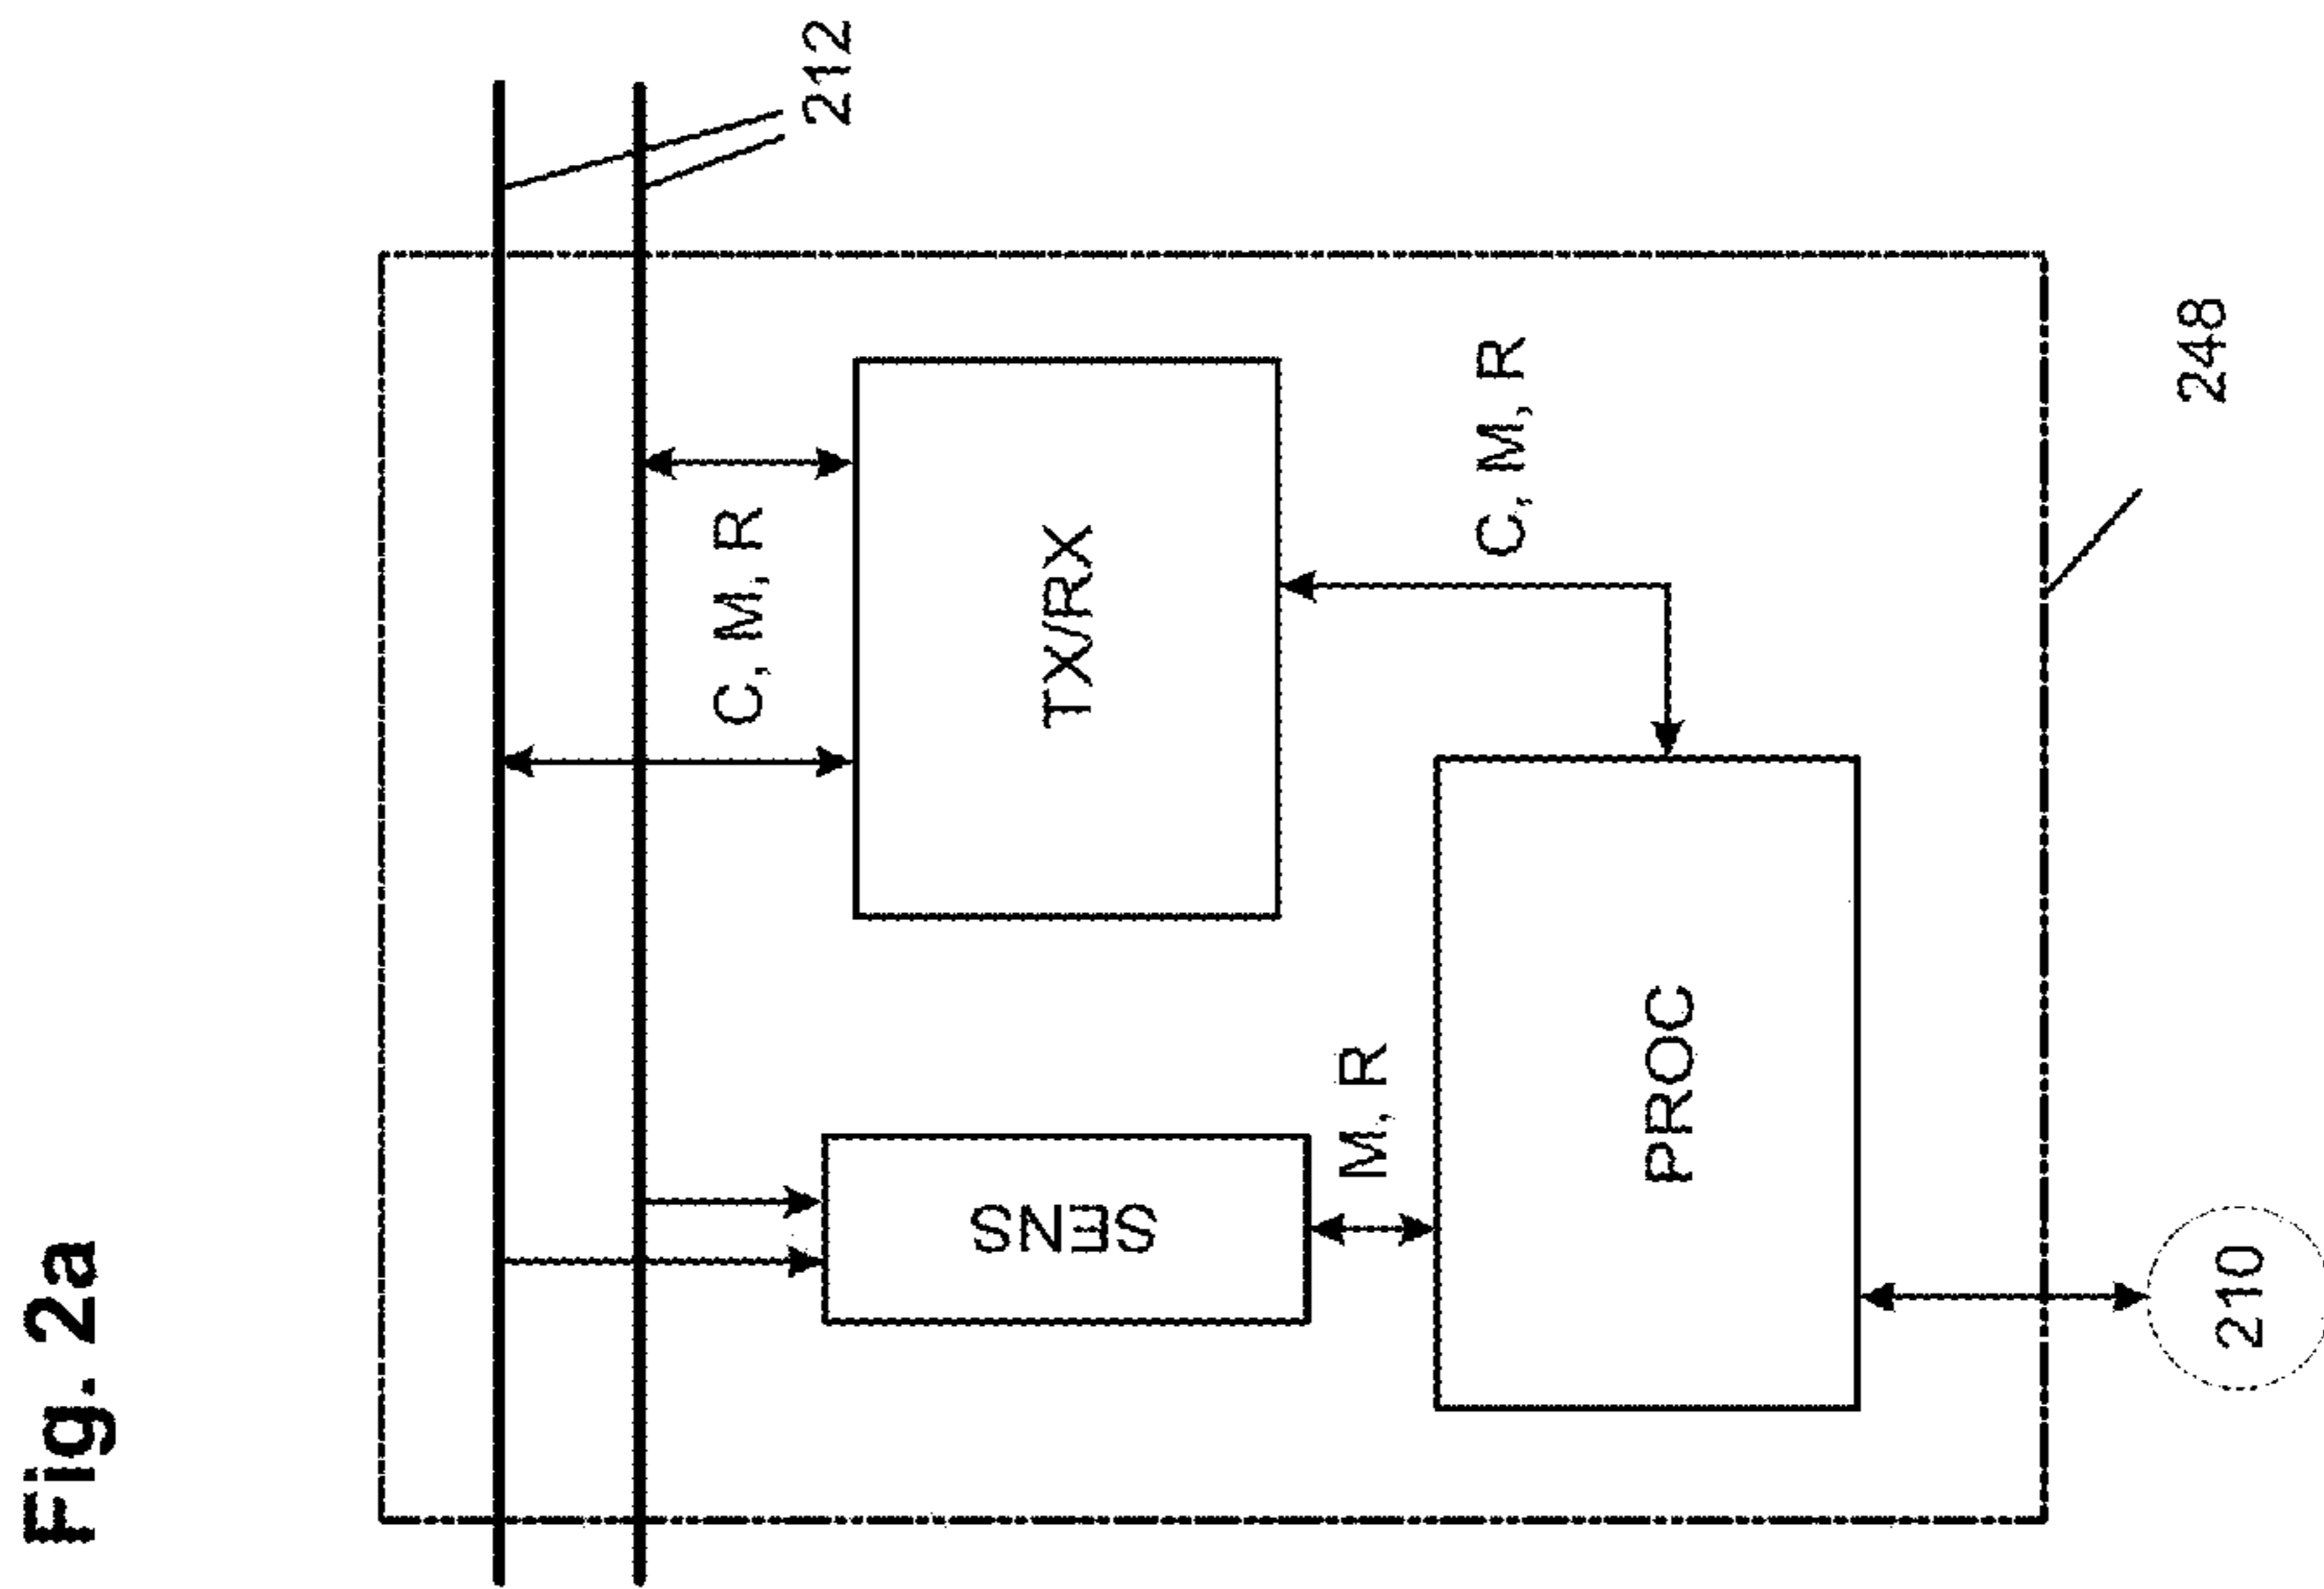 Fig. 2a
C, M, R
212
SENS
TX/RX
M, R
C, M, R
PROC
248
210